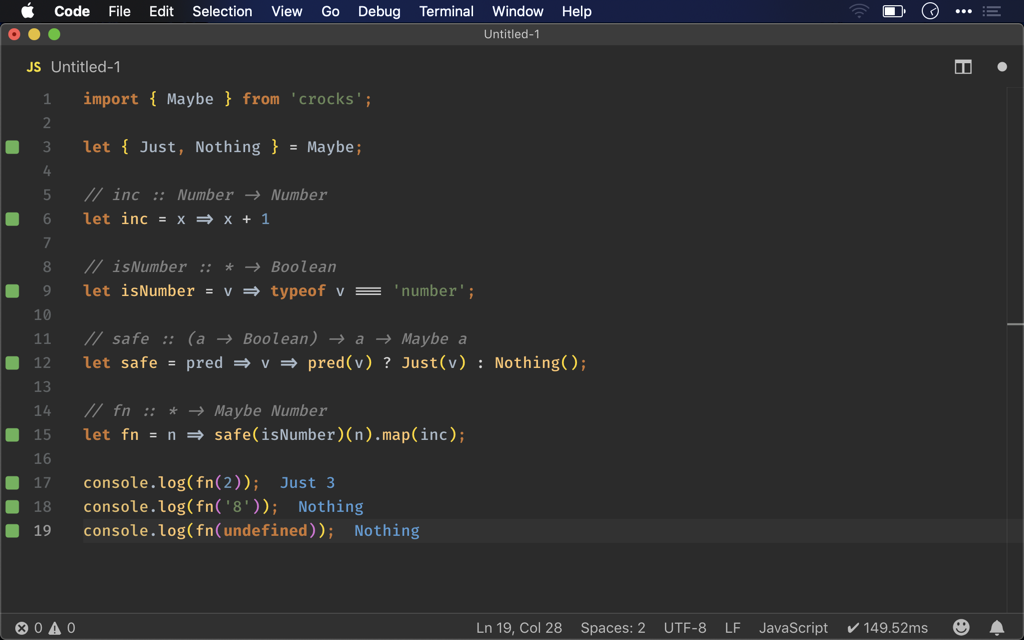 Code File Edit Selection View Go Debug Terminal Window Help
Untitled-1
JS Untitled-1
1 import { Maybe } from 'crocks';
2
3 let { Just, Nothing } = Maybe;
4
5 // inc :: Number -> Number
6 let inc = x => x + 1
7
8 // isNumber :: * -> Boolean
9 let isNumber = v => typeof v === 'number';
10
11 // safe :: (a -> Boolean) -> a -> Maybe a
12 let safe = pred => v => pred(v) ? Just(v) : Nothing();
13
14 // fn :: * -> Maybe Number
15 let fn = n => safe(isNumber)(n).map(inc);
16
17 console.log(fn(2)); Just 3
18 console.log(fn('8')); Nothing
19 console.log(fn(undefined)); Nothing
0 0 Ln 19, Col 28 Spaces: 2 UTF-8 LF JavaScript ✔ 149.52ms